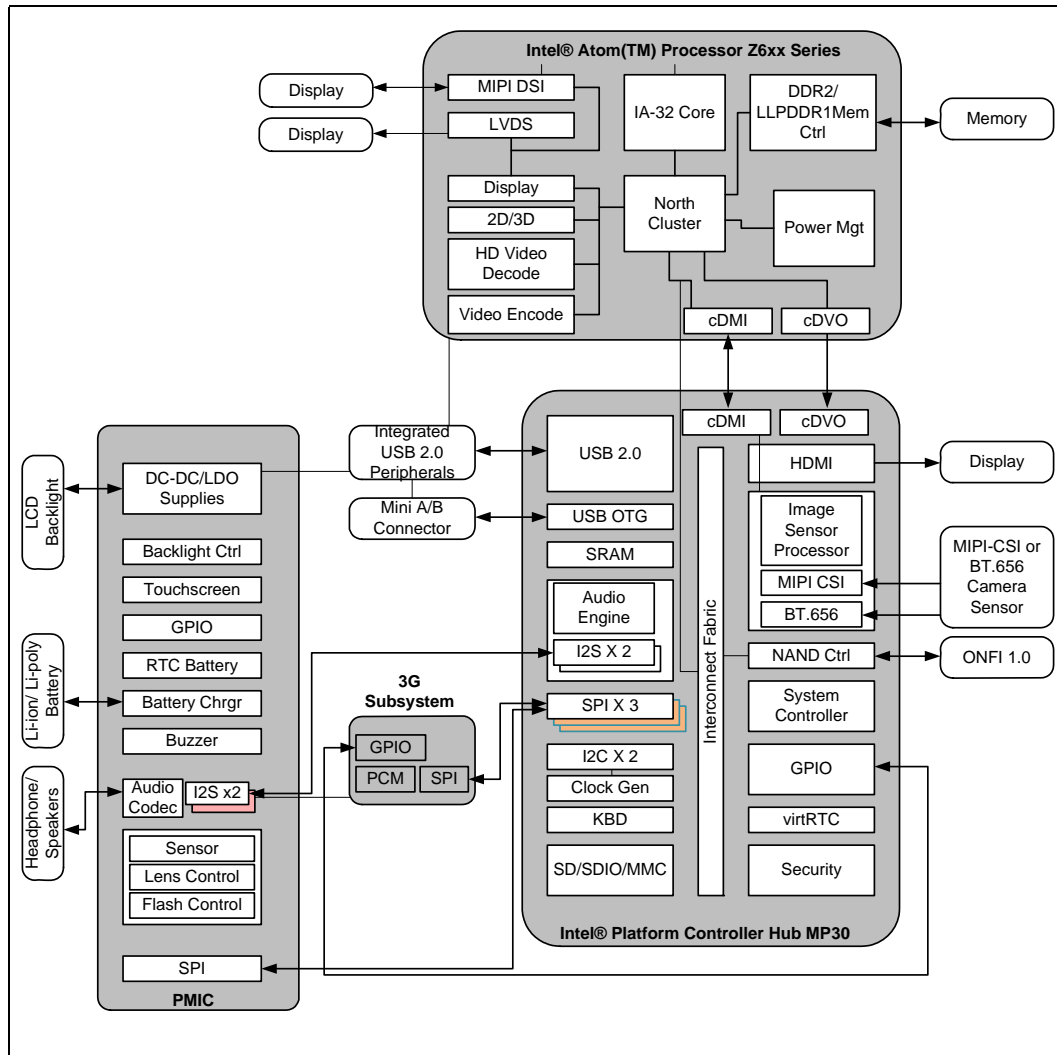 Intel® Atom(TM) Processor Z6xx Series
Display
MIPI DSI
IA-32 Core
DDR2/
LLPDDR1Mem
Ctrl
Memory
Display
LVDS
Display
2D/3D
HD Video
Decode
Video Encode
North
Cluster
Power Mgt
cDMI
cDVO
LCD
Backlight
DC-DC/LDO
Supplies
Backlight Ctrl
Touchscreen
GPIO
Li-ion/ Li-poly
Battery
RTC Battery
Battery Chrgr
Buzzer
Headphone/
Speakers
Audio
Codec
I2S x2
Sensor
Lens Control
Flash Control
SPI
PMIC
Integrated
USB 2.0
Peripherals
Mini A/B
Connector
3G
Subsystem
GPIO
PCM
SPI
cDMI
cDVO
USB 2.0
USB OTG
SRAM
Audio
Engine
I2S X 2
SPI X 3
I2C X 2
Clock Gen
KBD
SD/SDIO/MMC
Interconnect Fabric
HDMI
Image
Sensor
Processor
MIPI CSI
BT.656
NAND Ctrl
System
Controller
GPIO
virtRTC
Security
Intel® Platform Controller Hub MP30
Display
MIPI-CSI or
BT.656
Camera
Sensor
ONFI 1.0